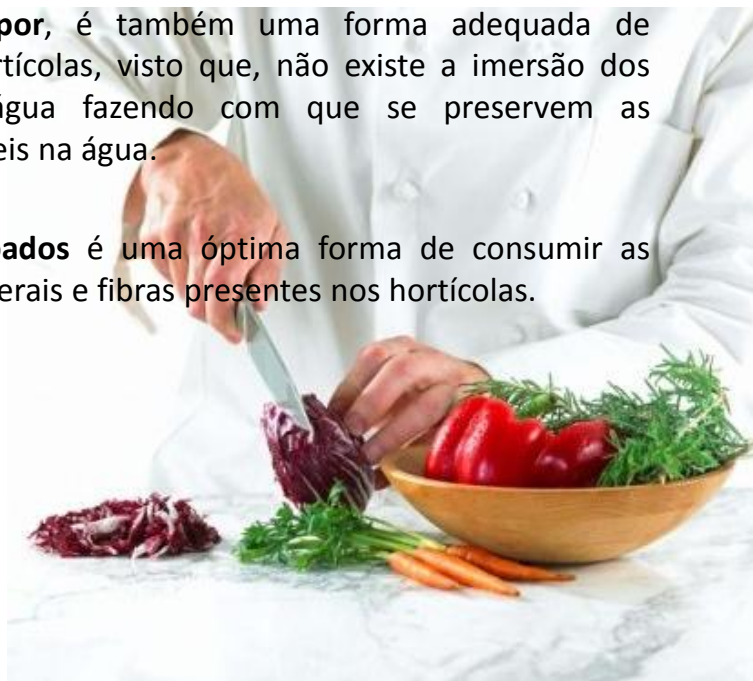 por, é também uma forma adequada de
rtícolas, visto que, não existe a imersão dos
água fazendo com que se preservem as
eis na água.
ados é uma óptima forma de consumir as
erais e fibras presentes nos hortícolas.